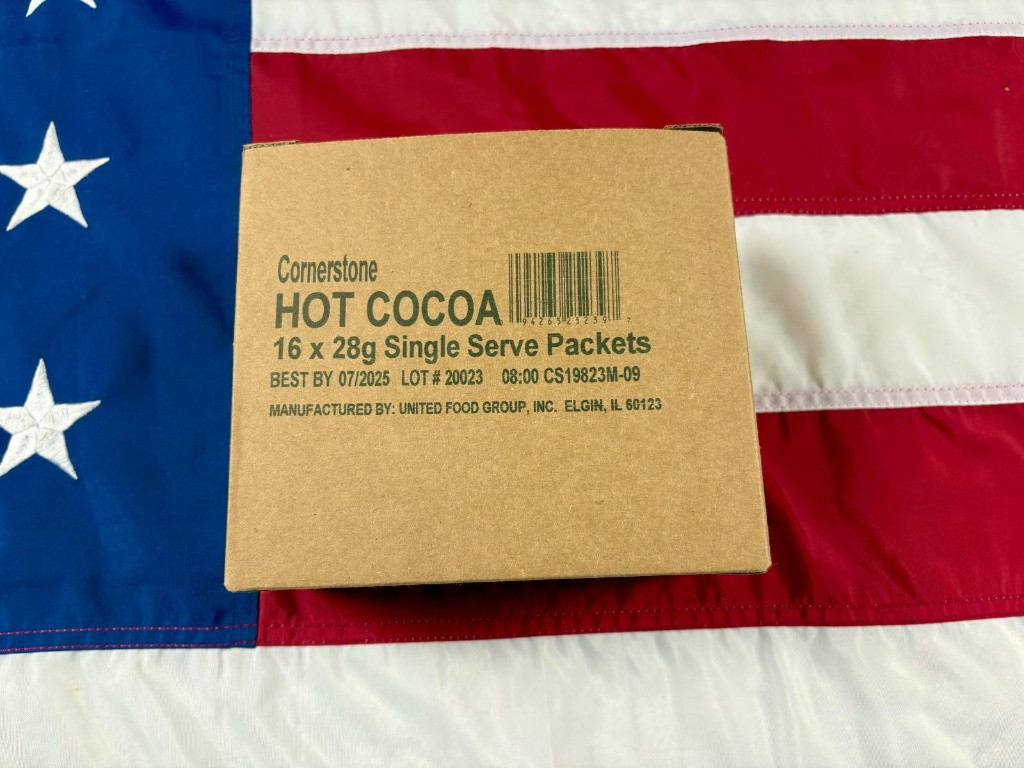 Cornerstone
HOT COCOA
16 x 28g Single Serve Packets
BEST BY 07/2025 LOT # 20023 08:00 CS19823M-09
MANUFACTURED BY: UNITED FOOD GROUP, INC. ELGIN, IL 60123